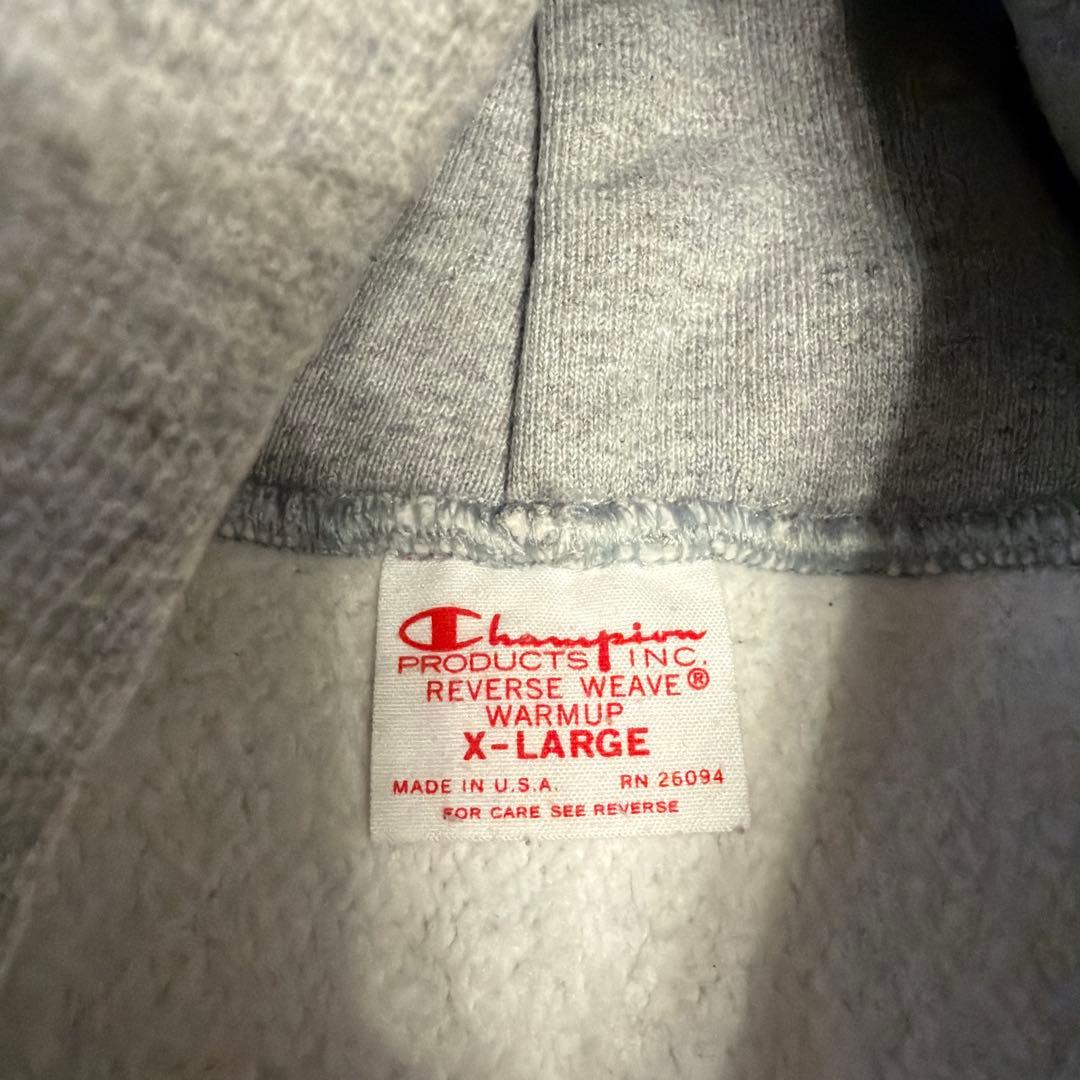 Champion
PRODUCTS INC.
REVERSE WEAVE®
WARMUP
X-LARGE
MADE IN U.S.A. RN 26094
FOR CARE SEE REVERSE